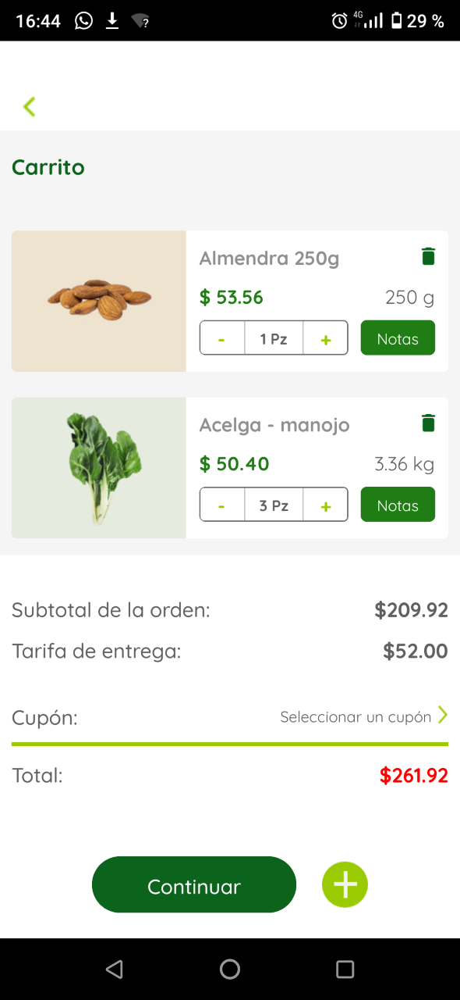 16:44 4G 29 %
Carrito
Almendra 250g
$ 53.56 250 g
- 1 Pz + Notas
Acelga - manojo
$ 50.40 3.36 kg
- 3 Pz + Notas
Subtotal de la orden: $209.92
Tarifa de entrega: $52.00
Cupón: Seleccionar un cupón
Total: $261.92
Continuar +